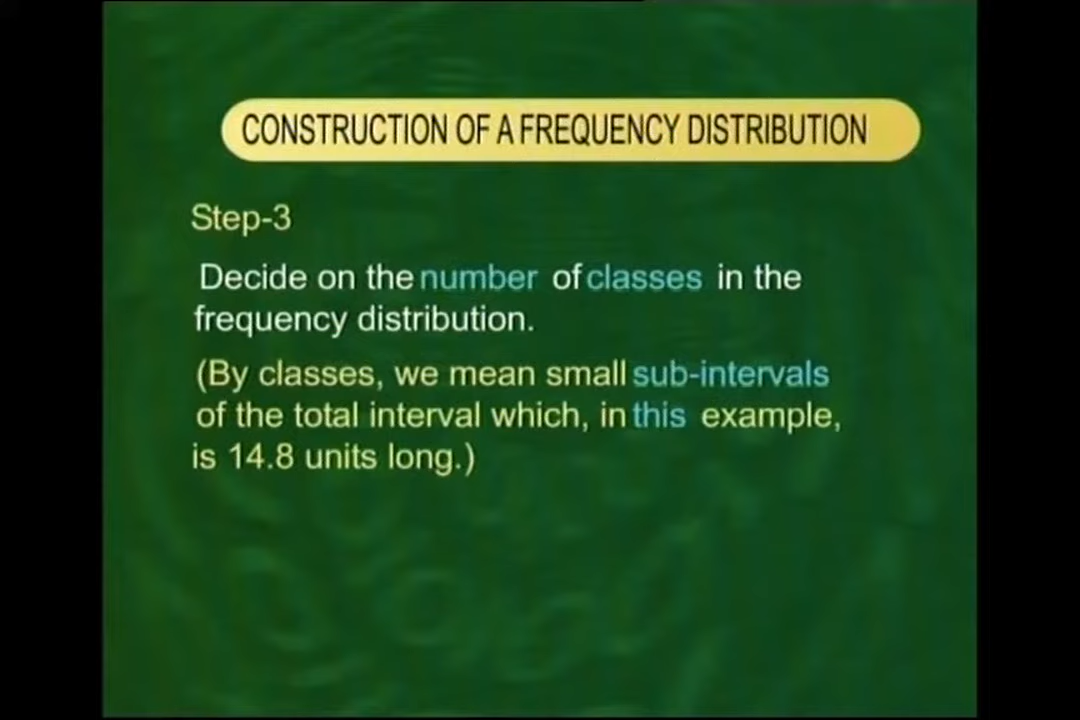 CONSTRUCTION OF A FREQUENCY DISTRIBUTION
Step-3
Decide on the number of classes in the
frequency distribution.
(By classes, we mean small sub-intervals
of the total interval which, in this example,
is 14.8 units long.)